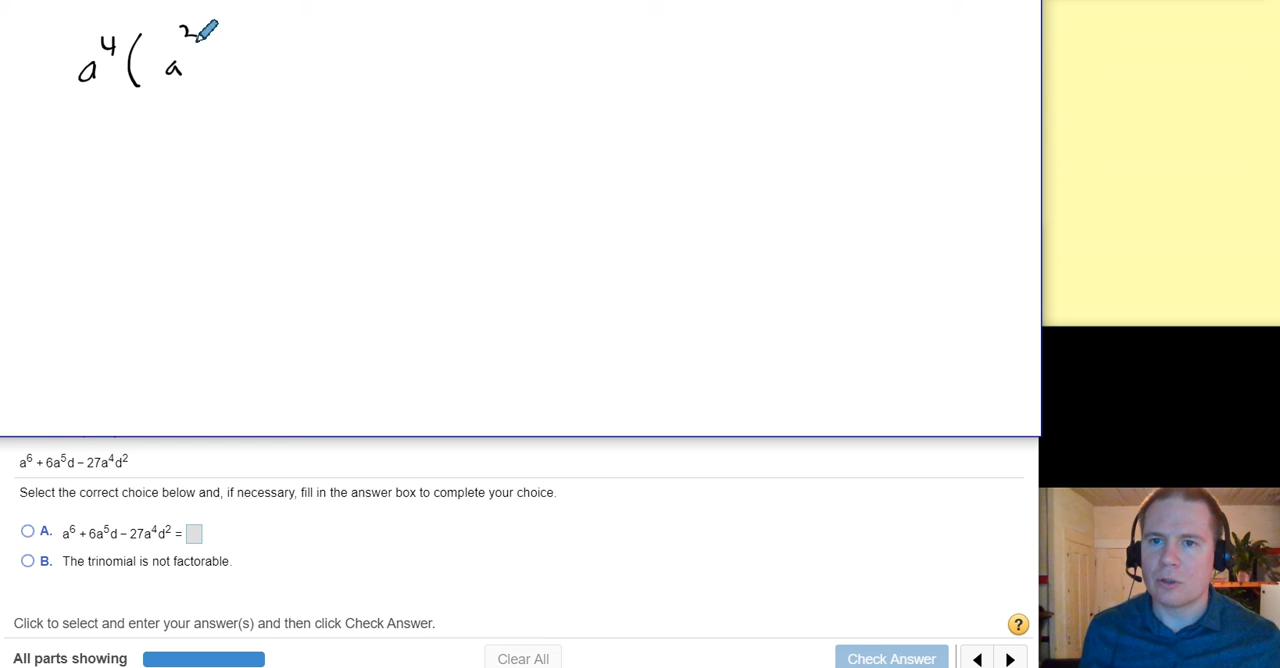 a⁴( a²
a⁶ + 6a⁵d − 27a⁴d²
Select the correct choice below and, if necessary, fill in the answer box to complete your choice.
A. a⁶ + 6a⁵d − 27a⁴d² =
B. The trinomial is not factorable.
Click to select and enter your answer(s) and then click Check Answer.
?
All parts showing
Clear All
Check Answer